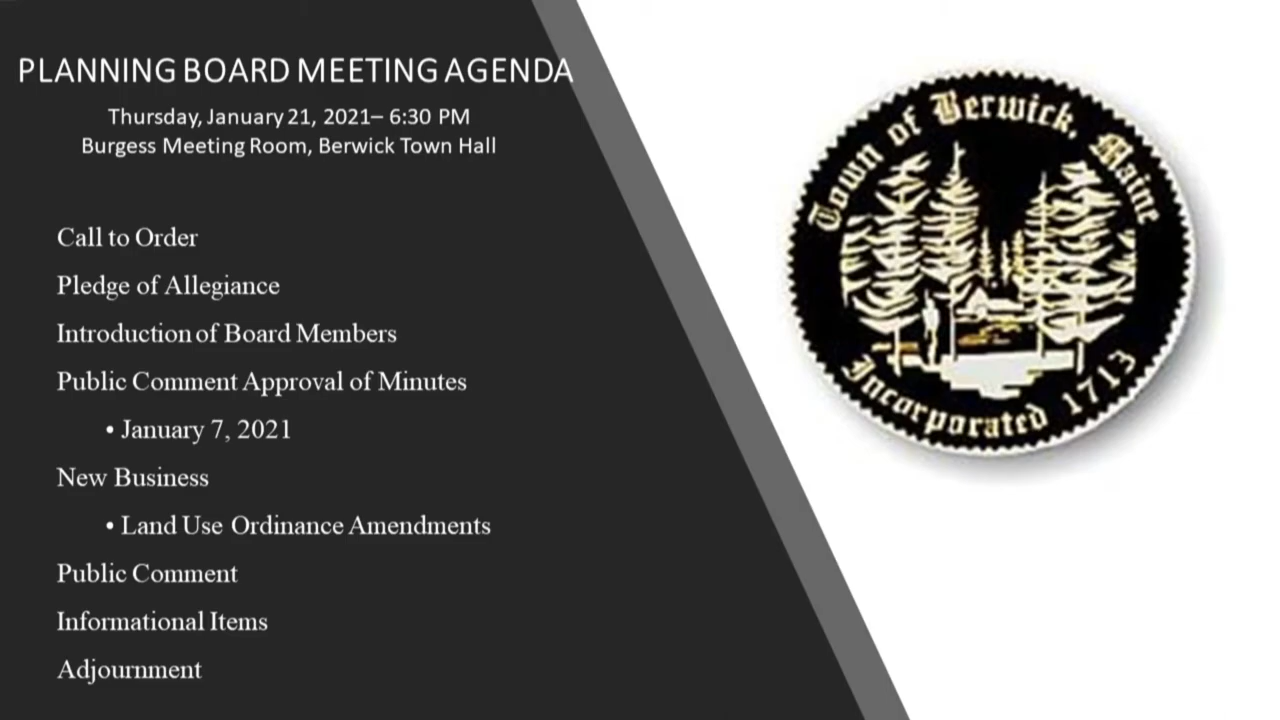 PLANNING BOARD MEETING AGENDA
Thursday, January 21, 2021– 6:30 PM
Burgess Meeting Room, Berwick Town Hall
Call to Order
Pledge of Allegiance
Introduction of Board Members
Public Comment Approval of Minutes
• January 7, 2021
New Business
• Land Use Ordinance Amendments
Public Comment
Informational Items
Adjournment
Town of Berwick, Maine
Incorporated 1713